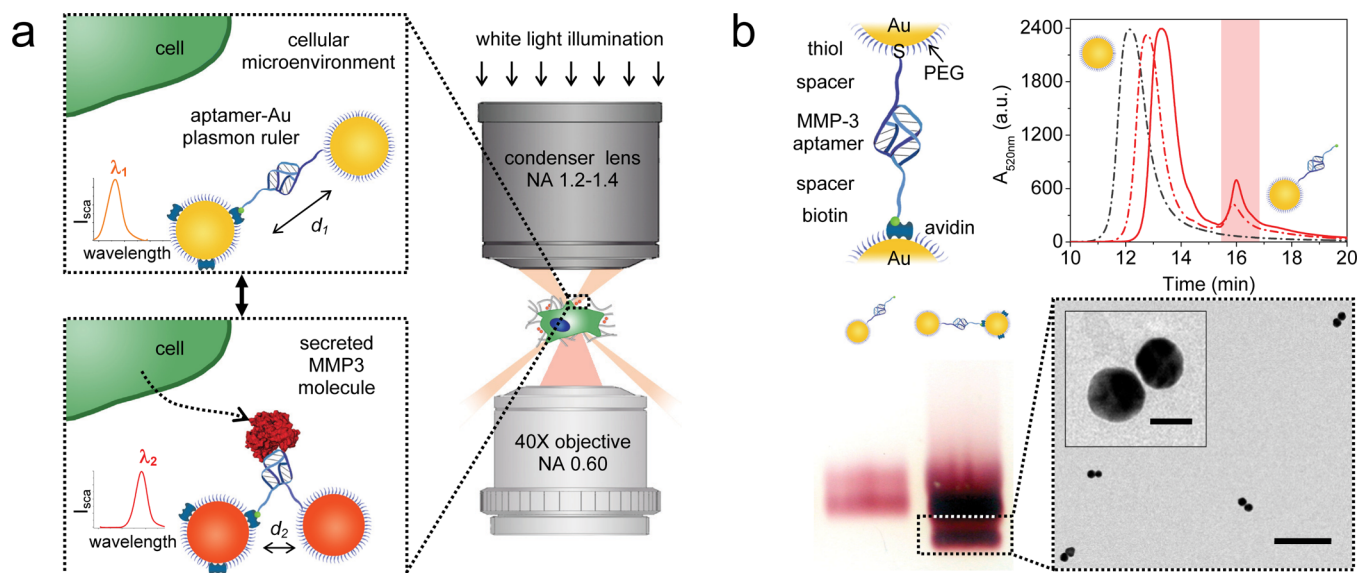 a
cell
cellular
microenvironment
aptamer-Au
plasmon ruler
λ1
Isca
wavelength
d1
cell
secreted
MMP3
molecule
λ2
Isca
wavelength
d2
white light illumination
condenser lens
NA 1.2-1.4
40X objective
NA 0.60
b
Au
thiol
S
PEG
spacer
MMP-3
aptamer
spacer
biotin
avidin
Au
A520nm (a.u.)
2400
1800
1200
600
0
10 12 14 16 18 20
Time (min)